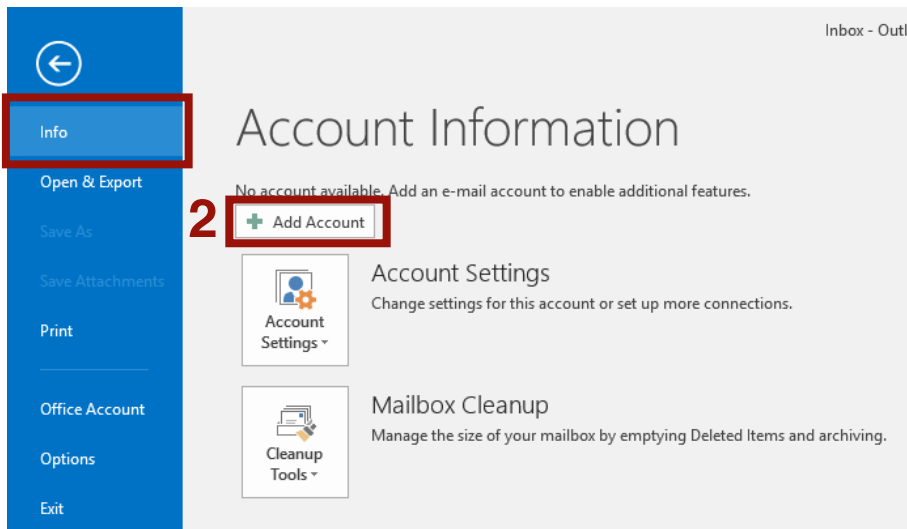 Inbox - Outl
Info
Open & Export
Save As
Save Attachments
Print
Office Account
Options
Exit
Account Information
No account available. Add an e-mail account to enable additional features.
2
Add Account
Account
Settings
Account Settings
Change settings for this account or set up more connections.
Cleanup
Tools
Mailbox Cleanup
Manage the size of your mailbox by emptying Deleted Items and archiving.